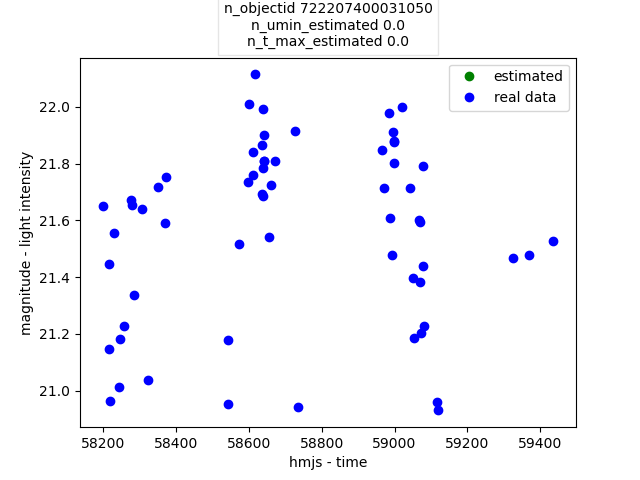 n_objectid 722207400031050
n_umin_estimated 0.0
n_t_max_estimated 0.0
estimated
real data
magnitude - light intensity
22.0
21.8
21.6
21.4
21.2
21.0
58200 58400 58600 58800 59000 59200 59400
hmjs - time